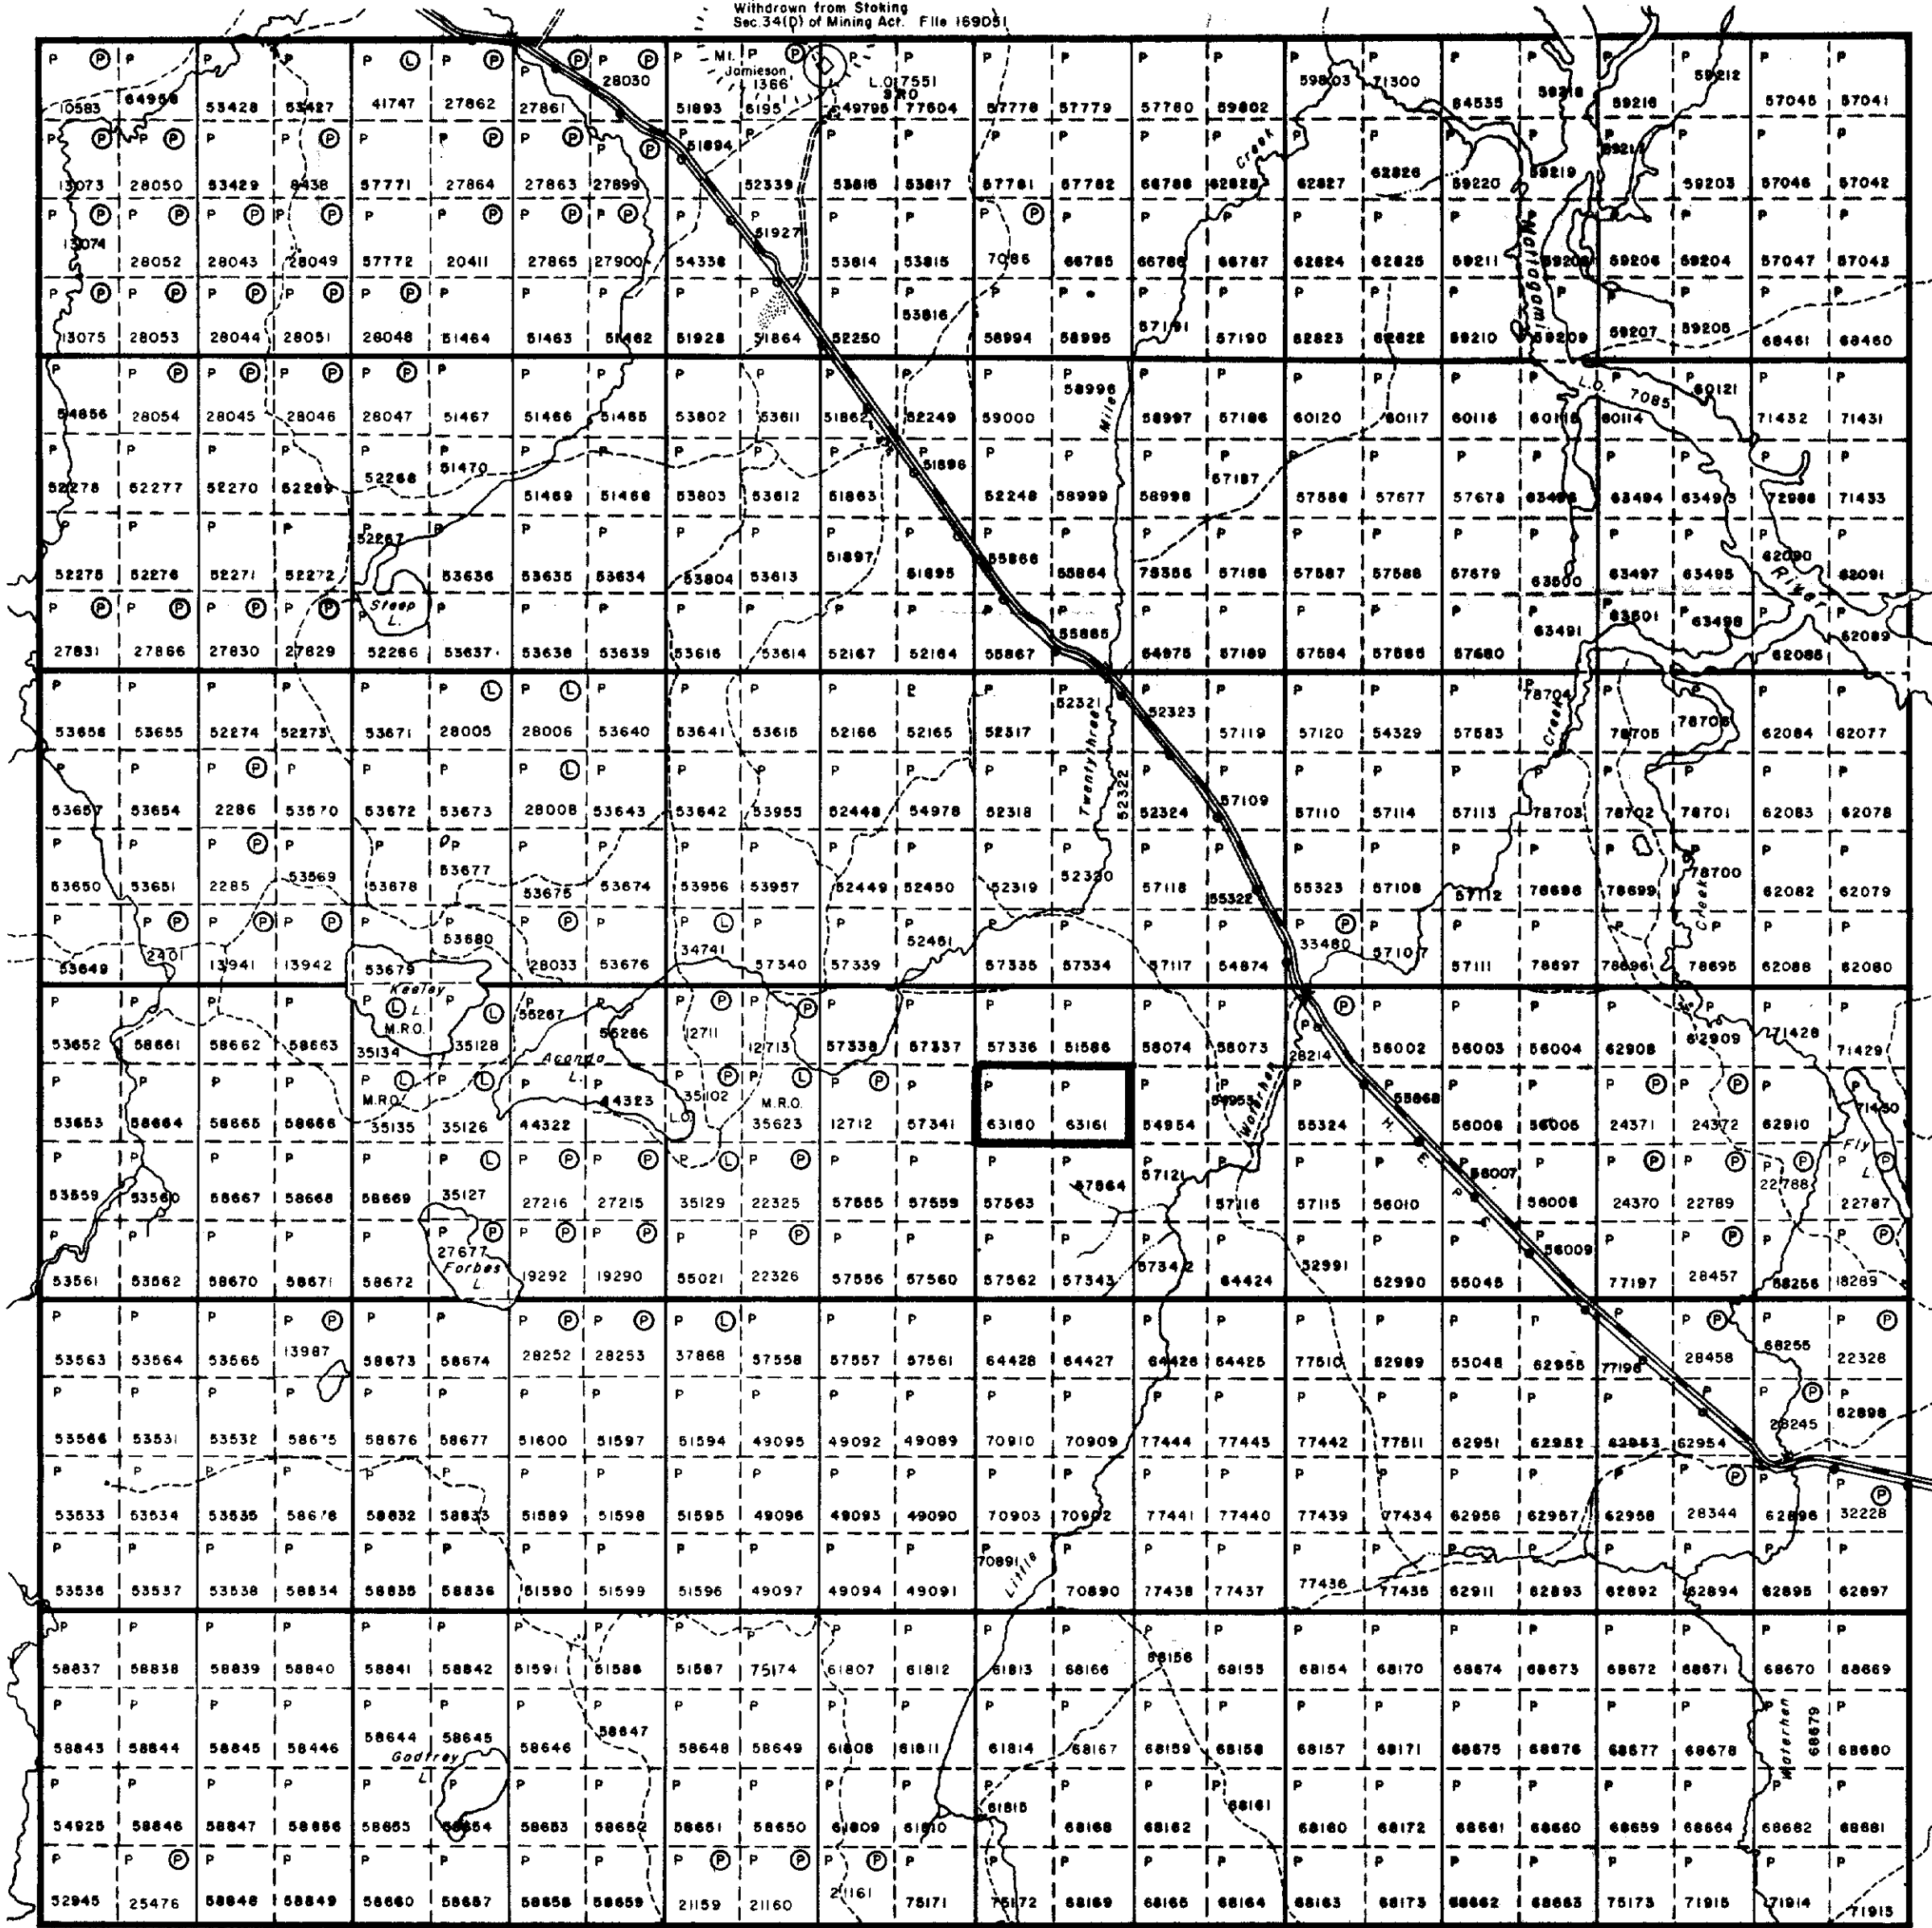 Withdrawn from Staking
Sec. 34(D) of Mining Act. File 169051
P Ⓟ P P P P Ⓛ P Ⓟ Ⓟ P Ⓟ P Mt. P Ⓟ P P P P P P P P P P P P P P
Jamieson
1366
28030 L.O. 7551 59803 71300 59212
S.R.O.
10583 64958 53428 53427 41747 27862 27861 51893 6195 49795 77604 57778 57779 57780 59802 64535 59218 59216 57045 57041
51894 Creek
13073 28050 53429 8438 57771 27864 27863 27899 52339 53816 53817 57781 57782 66788 62828 62827 62826 59220 59219 59203 57046 57042
13074 51927 Mattagami
28052 28043 28049 57772 20411 27865 27900 54338 53814 53815 7086 66785 66786 66787 62824 62825 59211 59206 59204 57047 57043
13075 28053 28044 28051 28048 51464 51463 51462 51928 51864 52250 53816 58994 58995 57191 57190 62823 62822 59210 59209 59207 59205 68461 68460
58996 L.O. 7085 60121
54856 28054 28045 28046 28047 51467 51466 51465 53802 53611 51862 52249 59000 Mile 58997 57186 60120 60117 60116 60115 60114 71432 71431
52278 52277 52270 52269 52268 51470 51469 51468 53803 53612 51863 51896 52248 58999 58998 57187 57586 57677 57678 63494 71433
52267 51897 55866 62090 River
52275 52276 52271 52272 53636 53635 53634 53804 53613 51895 55864 57188 57587 57588 57679 63500 63497 63495 62091
Steep
L.
55865 63491 63501 63498 62089
27831 27866 27830 27829 52266 53637 53638 53639 53616 53614 52167 52164 55867 54975 57189 57584 57585 57680 62085
52321 52323 78704 Creek
53656 53655 52274 52273 53671 28005 28006 53640 53641 53615 52166 52165 52317 57119 57120 54329 57583 78705 78706 62084 62077
Twentythree 52322 57109
53657 53654 2286 53570 53672 53673 28008 53643 53642 53955 52448 54978 52318 52324 57110 57114 57113 78703 78702 78701 62083 62078
53650 53651 2285 53569 53678 53677 53675 53674 53956 53957 52449 52450 52319 52320 57118 55322 55323 57108 57112 78698 78699 78700 62082 62079
Creek
53649 2401 13941 13942 53679 53680 28033 53676 34741 57340 57339 52451 57335 57334 57117 54874 33480 57107 57111 78697 78696 78695 62088 62080
Keeley
L.
M.R.O.
53652 58661 58662 58663 35134 35128 55267 55266 12711 12713 57338 57337 57336 51586 58074 58073 28214 56002 56003 56004 62908 62909 71428 71429
Aconda
L.
M.R.O. L.O. M.R.O. Waterhen
53653 58664 58665 58666 35135 35126 44322 44323 35102 35623 12712 57341 63160 63161 54954 54953 55324 55868 56006 56005 24371 24372 62910 71430
H. E. P. C. Fly
L.
53559 53560 58667 58668 58669 35127 27216 27215 35129 22325 57555 57559 57563 57564 57121 57116 57115 56010 56007 56008 24370 22789 22788 22787
27677
Forbes
L.
53561 53562 58670 58671 58672 19292 19290 55021 22326 57556 57560 57562 57343 57342 64424 52991 52990 55045 56009 77197 28457 68256 18289
53563 53564 53565 13987 58673 58674 28252 28253 37868 57558 57557 57561 64428 64427 64426 64425 77510 52989 55048 62955 77196 28458 68255 22328
53566 53531 53532 58675 58676 58677 51600 51597 51594 49095 49092 49089 70910 70909 77444 77443 77442 77511 62951 62952 62953 62954 28245 62898
53533 53534 53535 58678 58832 58833 51589 51598 51595 49096 49093 49090 70903 70902 77441 77440 77439 77434 62956 62957 62958 28344 62896 32228
70891 Little
53536 53537 53538 58834 58835 58836 51590 51599 51596 49097 49094 49091 70890 77438 77437 77436 77435 62911 62893 62892 62894 62895 62897
58837 58838 58839 58840 58841 58842 51591 51588 51587 75174 61807 61812 61813 68166 68156 68155 68154 68170 68674 68673 68672 68671 68670 68669
58843 58844 58845 58446 58644 58645 58646 58647 58648 58649 61808 61811 61814 68167 68159 68158 68157 68171 68675 68676 68677 68678 Waterhen 68679 68680
Godfrey
L.
54925 58846 58847 58656 58655 58654 58653 58652 58651 58650 61809 61810 61815 68168 68162 68161 68160 68172 68661 68660 68659 68664 68682 68681
52945 25476 58848 58849 58660 58657 58658 58659 21159 21160 21161 75171 75172 68169 68165 68164 68163 68173 68662 68663 75173 71915 71914 71913